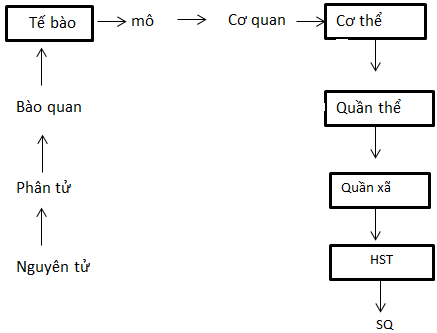 Tế bào
mô
Cơ quan
Cơ thể
Bào quan
Quần thể
Phân tử
Quần xã
Nguyên tử
HST
SQ